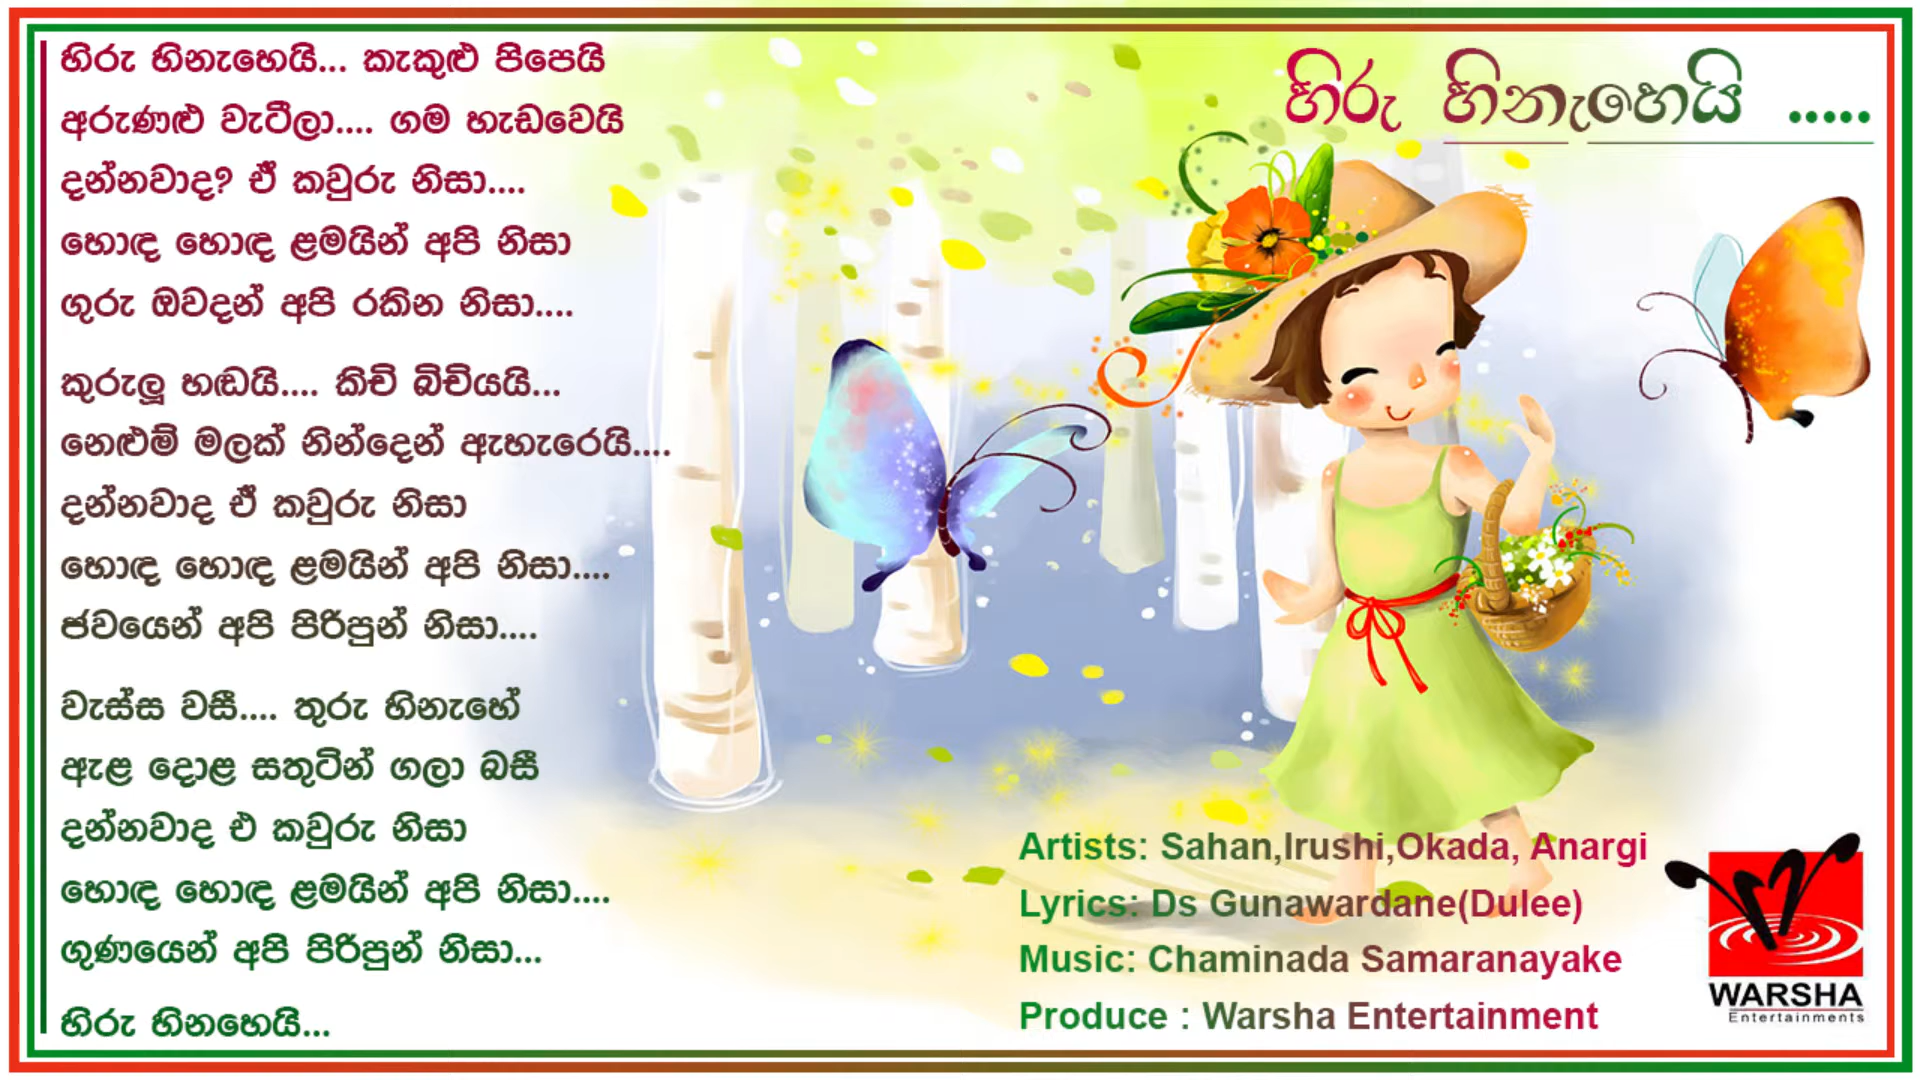 හිරු හිනැහෙයි... කැකුළු පිපෙයි
අරුණළු වැටීලා.... ගම හැඩවෙයි
දන්නවාද? ඒ කවුරු නිසා....
හොඳ හොඳ ළමයින් අපි නිසා
ගුරු ඔවදන් අපි රකින නිසා....
කුරුලූ හඬයි.... කිචි බිචියයි...
නෙළුම් මලක් නින්දෙන් ඇහැරෙයි....
දන්නවාද ඒ කවුරු නිසා
හොඳ හොඳ ළමයින් අපි නිසා....
ජවයෙන් අපි පිරිපුන් නිසා....
වැස්ස වසී.... තුරු හිනැහේ
ඇළ දොළ සතුටින් ගලා බසී
දන්නවාද එ කවුරු නිසා
හොඳ හොඳ ළමයින් අපි නිසා....
ගුණයෙන් අපි පිරිපුන් නිසා...
හිරු හිනහෙයි...
හිරු හිනැහෙයි .....
Artists: Sahan,Irushi,Okada, Anargi
Lyrics: Ds Gunawardane(Dulee)
Music: Chaminada Samaranayake
Produce : Warsha Entertainment
WARSHA
Entertainments